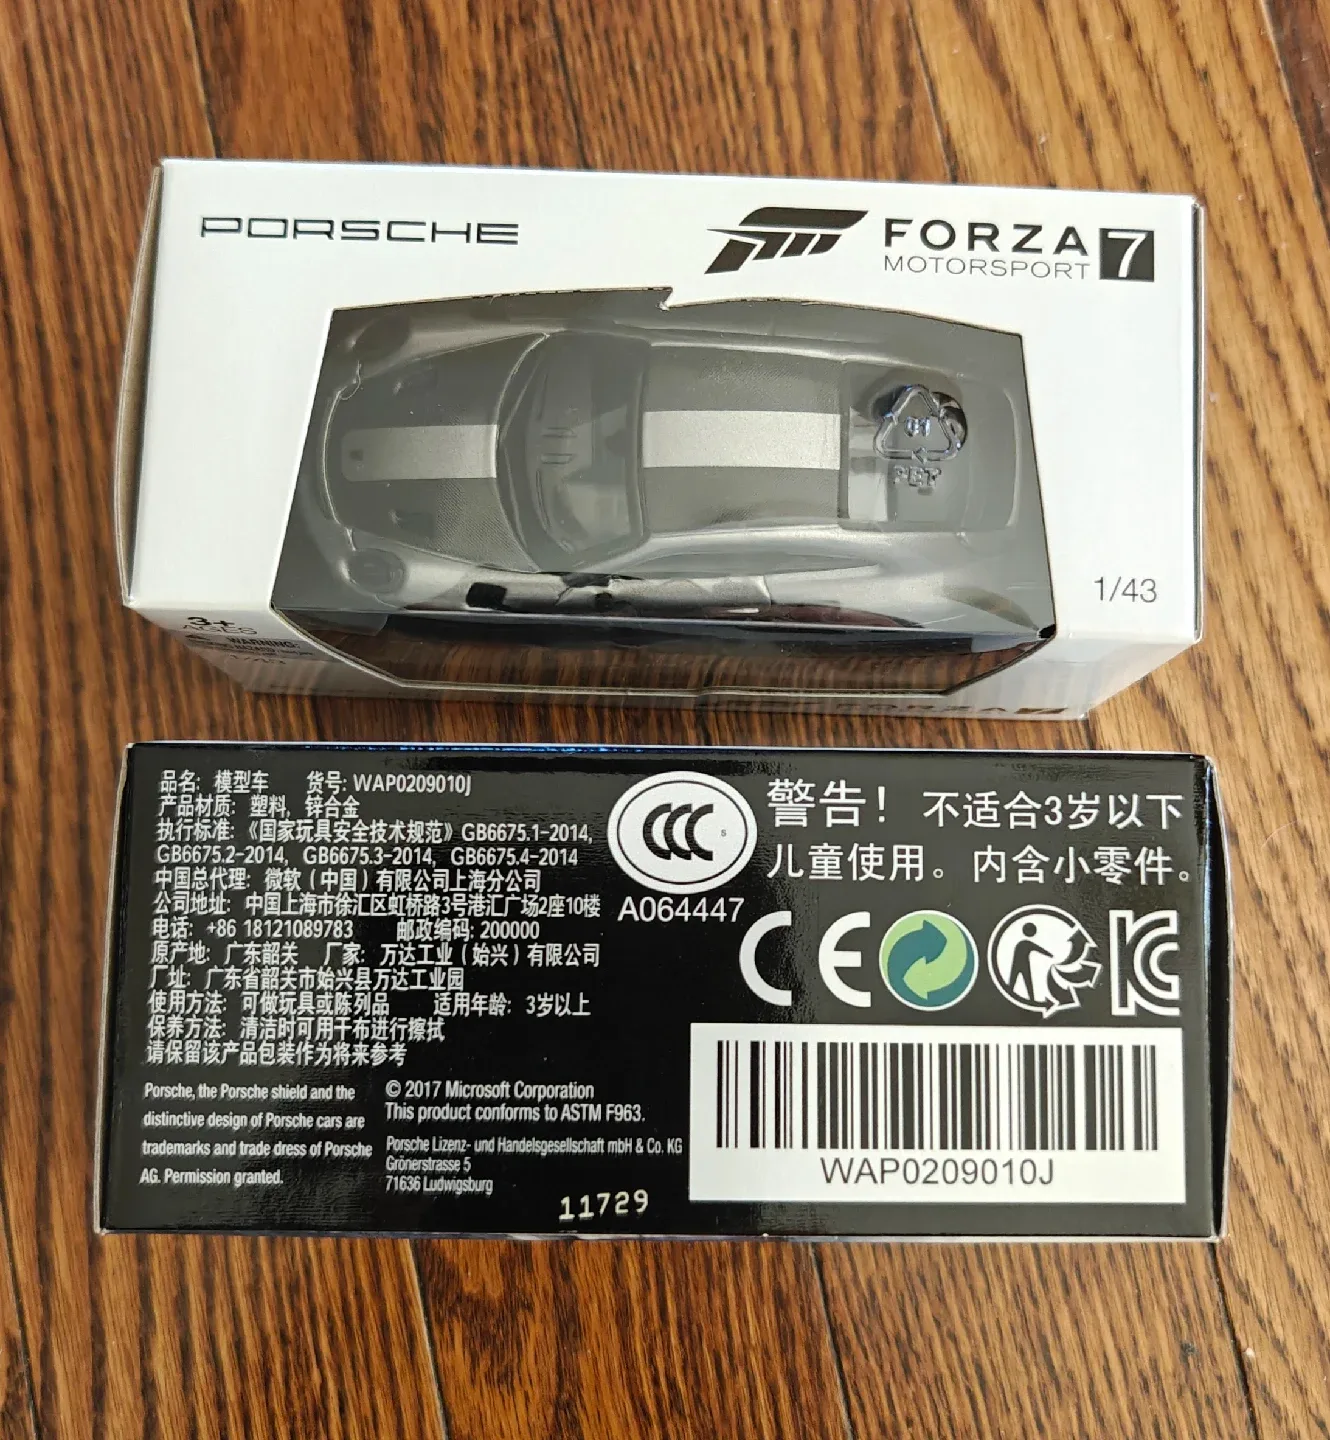 PORSCHE
FORZA 7
MOTORSPORT
01
PET
1/43
3+
WARNING:
品名: 模型车 货号: WAP0209010J
产品材质: 塑料, 锌合金
执行标准:《国家玩具安全技术规范》GB6675.1-2014,
GB6675.2-2014, GB6675.3-2014, GB6675.4-2014
中国总代理: 微软（中国）有限公司上海分公司
公司地址: 中国上海市徐汇区虹桥路3号港汇广场2座10楼
电话: +86 18121089783 邮政编码: 200000
原产地: 广东韶关 厂家: 万达工业（始兴）有限公司
厂址: 广东省韶关市始兴县万达工业园
使用方法: 可做玩具或陈列品 适用年龄: 3岁以上
保养方法: 清洁时可用干布进行擦拭
请保留该产品包装作为将来参考
Porsche, the Porsche shield and the
distinctive design of Porsche cars are
trademarks and trade dress of Porsche
AG. Permission granted.
© 2017 Microsoft Corporation
This product conforms to ASTM F963.
Porsche Lizenz- und Handelsgesellschaft mbH & Co. KG
Grönerstrasse 5
71636 Ludwigsburg
11729
CCC S
A064447
警告！ 不适合3岁以下
儿童使用。内含小零件。
CE
KC
WAP0209010J